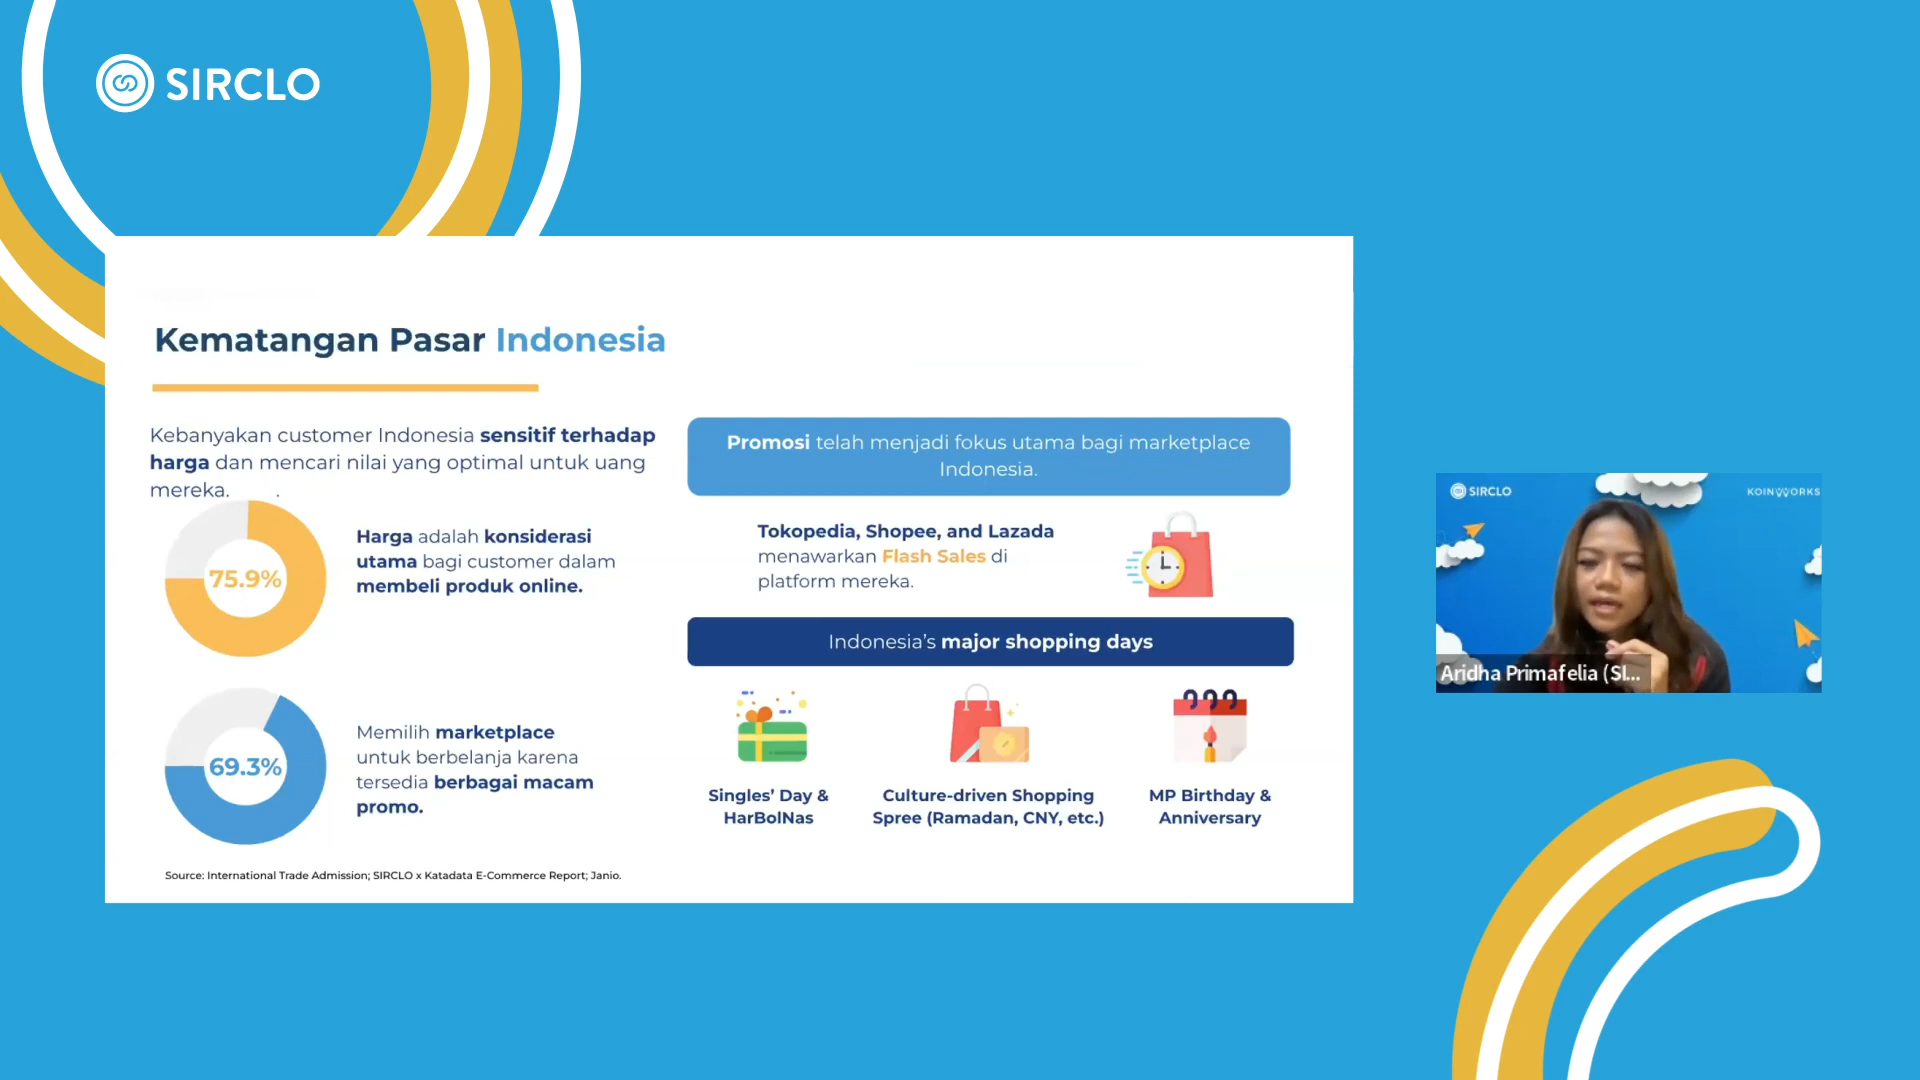 SIRCLO
Kematangan Pasar Indonesia
Kebanyakan customer Indonesia sensitif terhadap
harga dan mencari nilai yang optimal untuk uang
mereka.
75.9%
Harga adalah konsiderasi
utama bagi customer dalam
membeli produk online.
69.3%
Memilih marketplace
untuk berbelanja karena
tersedia berbagai macam
promo.
Source: International Trade Admission; SIRCLO x Katadata E-Commerce Report; Janio.
Promosi telah menjadi fokus utama bagi marketplace
Indonesia.
Tokopedia, Shopee, and Lazada
menawarkan Flash Sales di
platform mereka.
Indonesia's major shopping days
Singles' Day &
HarBolNas
Culture-driven Shopping
Spree (Ramadan, CNY, etc.)
MP Birthday &
Anniversary
SIRCLO
KOINWORKS
Aridha Primafelia (SI...